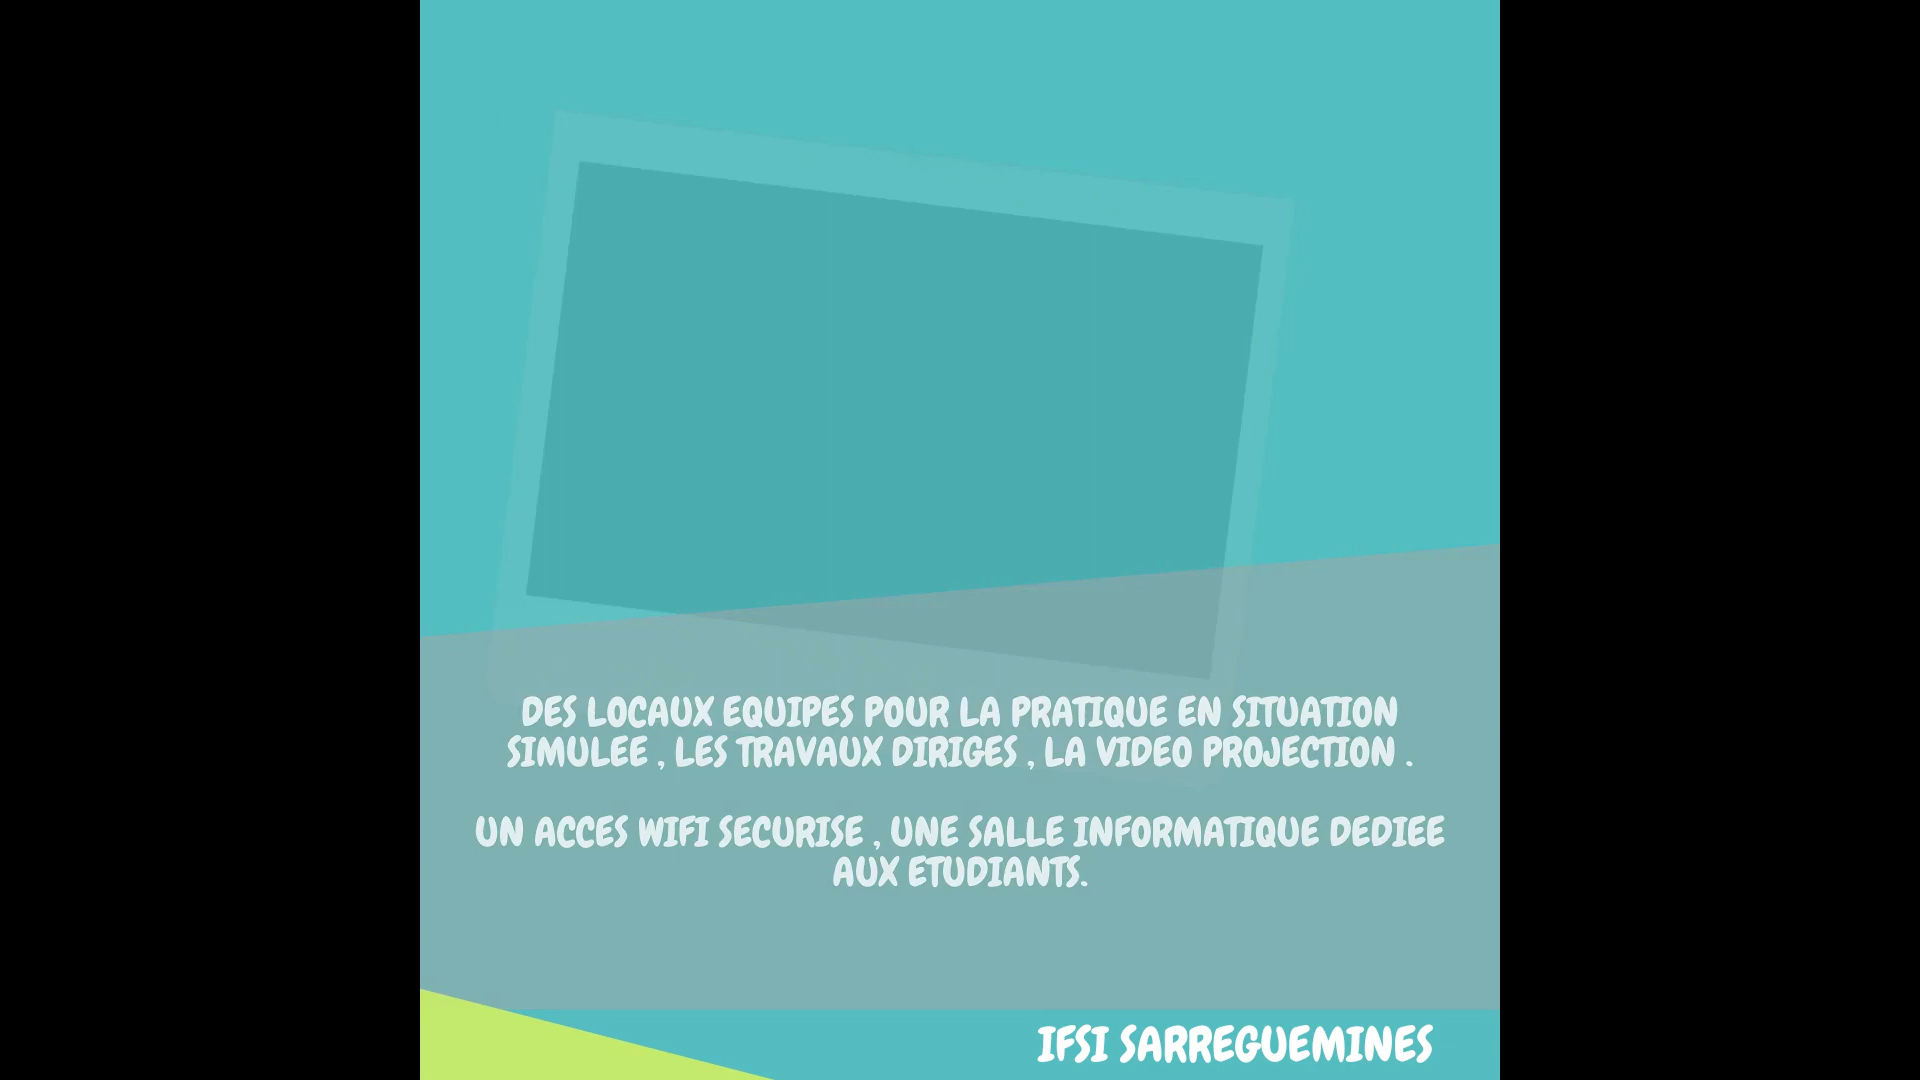 DES LOCAUX EQUIPES POUR LA PRATIQUE EN SITUATION
SIMULEE , LES TRAVAUX DIRIGES , LA VIDEO PROJECTION .
UN ACCES WIFI SECURISE , UNE SALLE INFORMATIQUE DEDIEE
AUX ETUDIANTS.
IFSI SARREGUEMINES